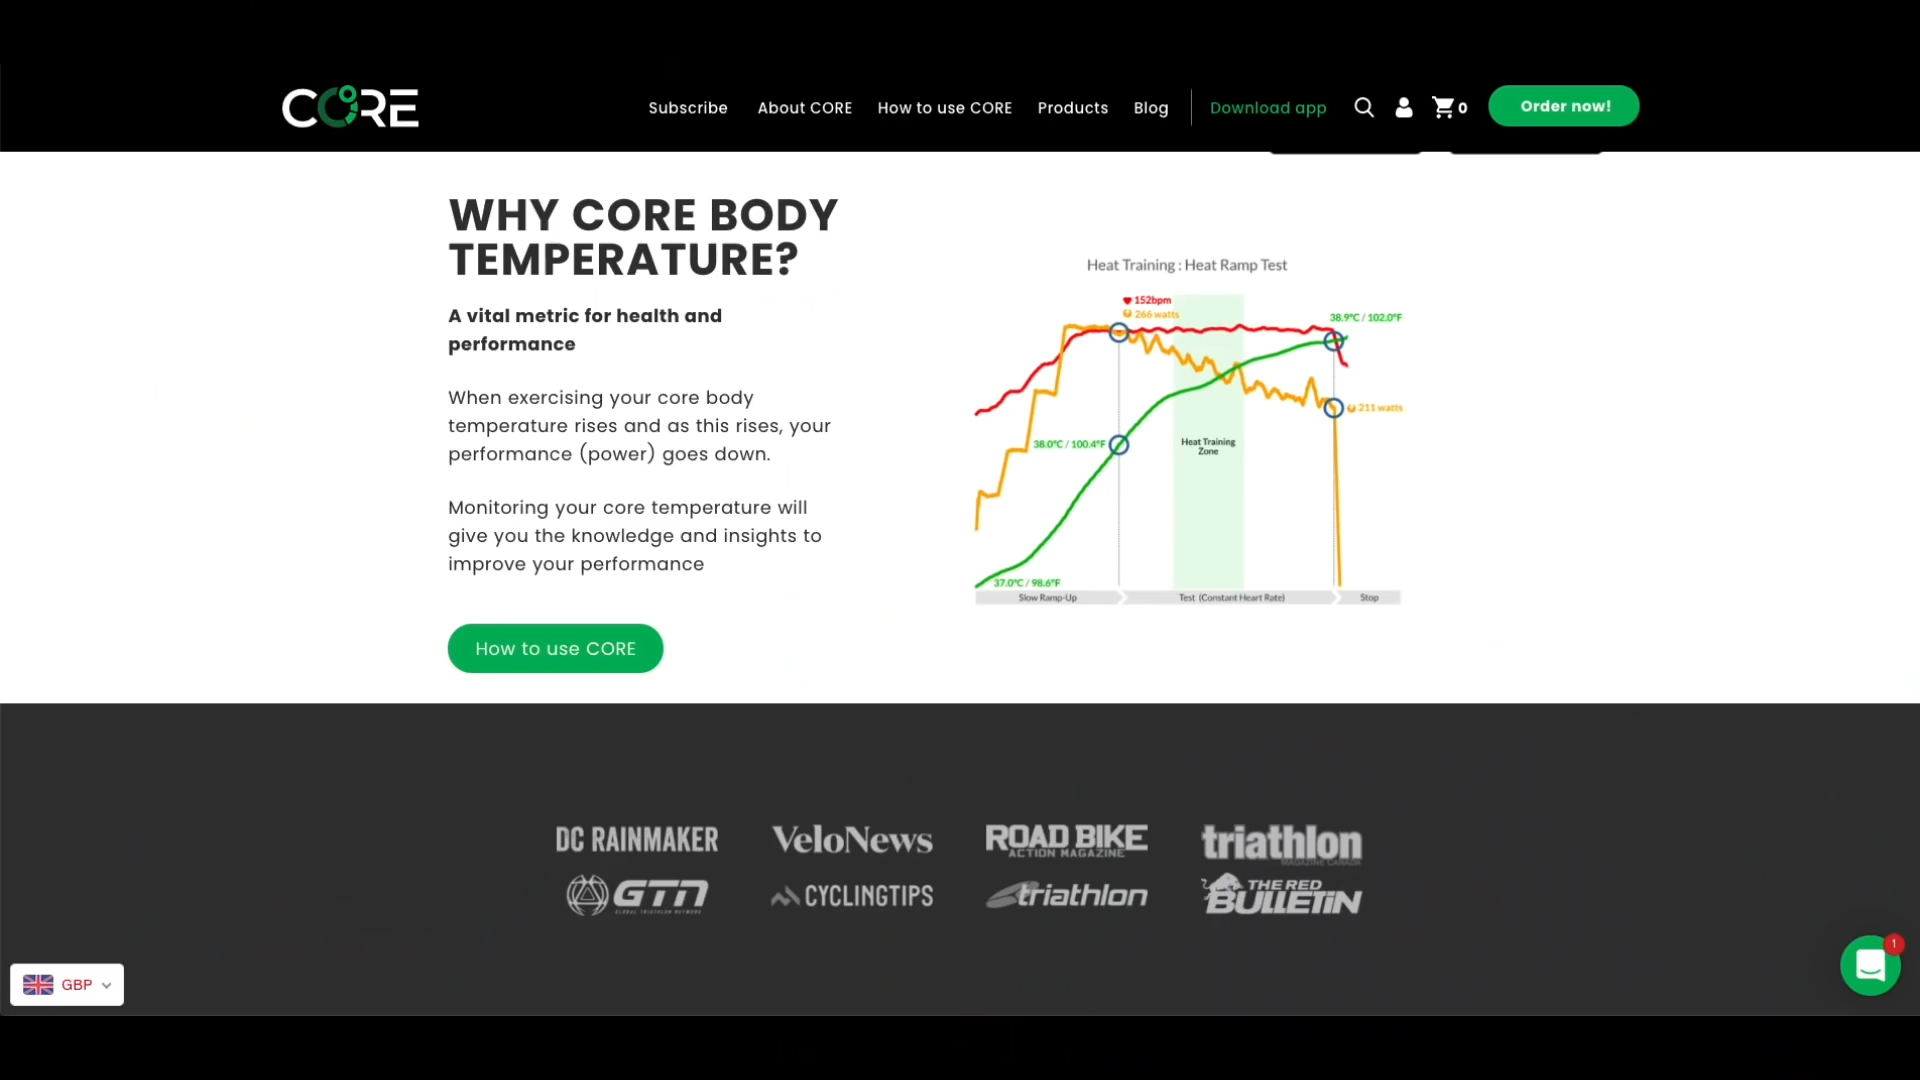 CORE
Subscribe About CORE How to use CORE Products Blog Download app 0 Order now!
WHY CORE BODY
TEMPERATURE?
A vital metric for health and
performance
When exercising your core body
temperature rises and as this rises, your
performance (power) goes down.
Monitoring your core temperature will
give you the knowledge and insights to
improve your performance
How to use CORE
Heat Training : Heat Ramp Test
152bpm
266 watts
38.9°C / 102.0°F
211 watts
38.0°C / 100.4°F
Heat Training
Zone
37.0°C / 98.6°F
Slow Ramp-Up Test (Constant Heart Rate) Stop
DC RAINMAKER VeloNews ROAD BIKE ACTION MAGAZINE triathlon MAGAZINE CANADA
GTN GLOBAL TRIATHLON NETWORK CYCLINGTIPS triathlon THE RED BULLETIN
GBP
1